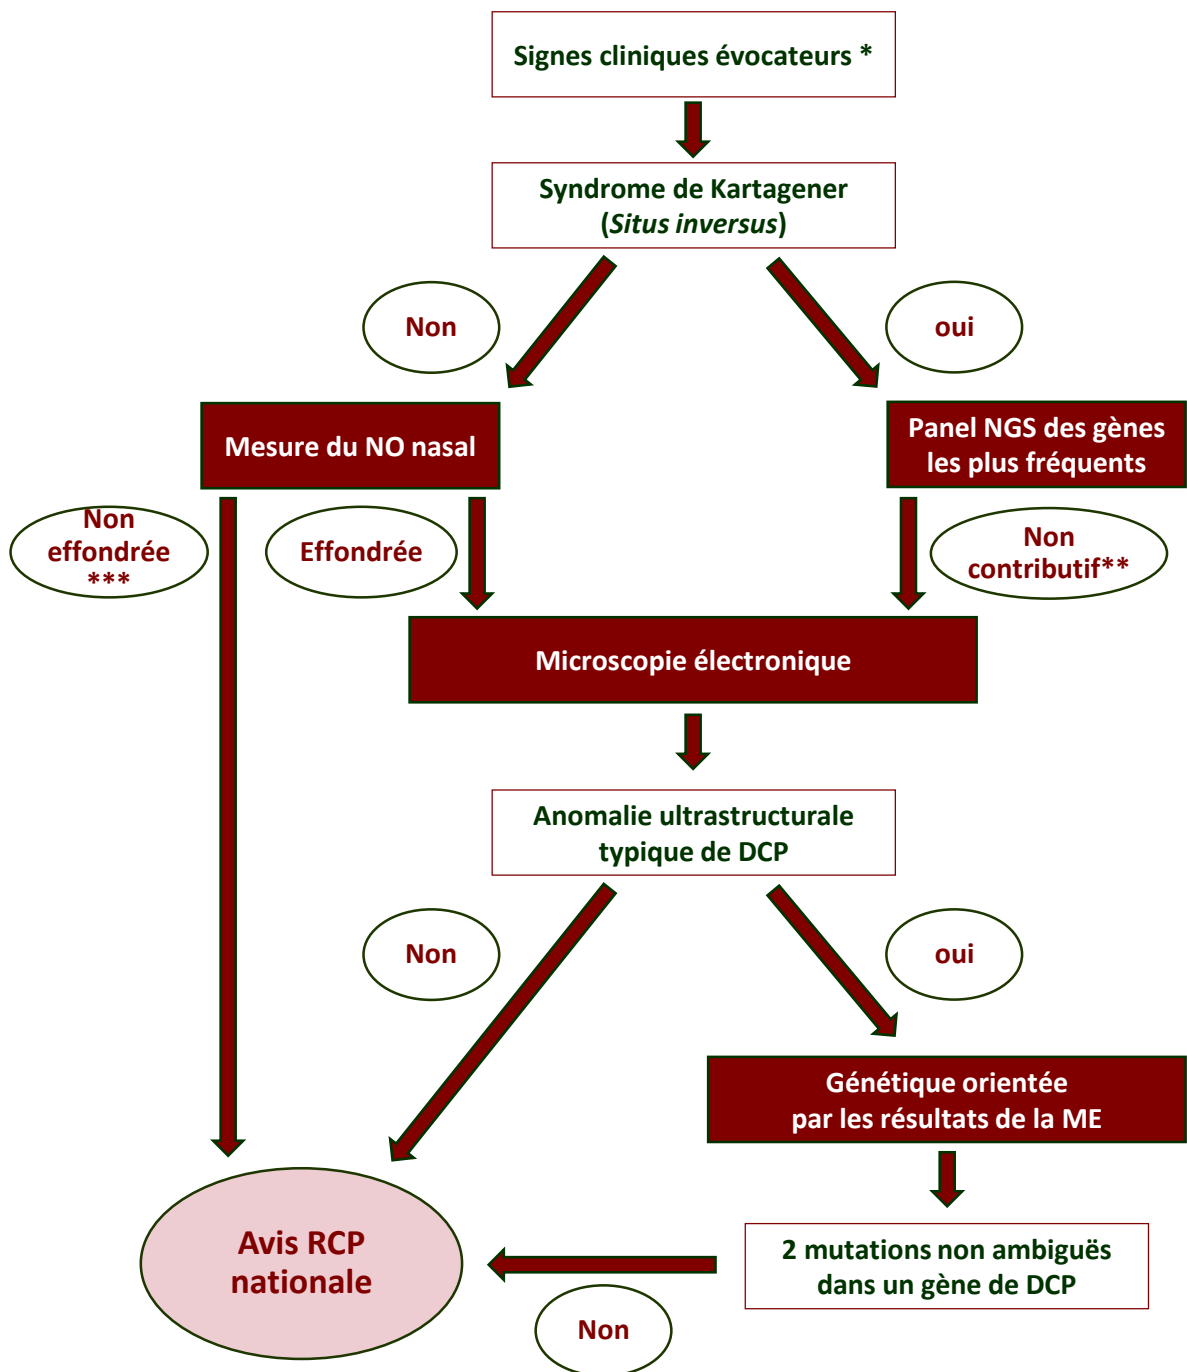 Signes cliniques évocateurs *
Syndrome de Kartagener
(Situs inversus)
Non
oui
Mesure du NO nasal
Panel NGS des gènes
les plus fréquents
Non
effondrée
***
Effondrée
Non
contributif**
Microscopie électronique
Anomalie ultrastructurale
typique de DCP
Non
oui
Génétique orientée
par les résultats de la ME
Avis RCP
nationale
2 mutations non ambiguës
dans un gène de DCP
Non